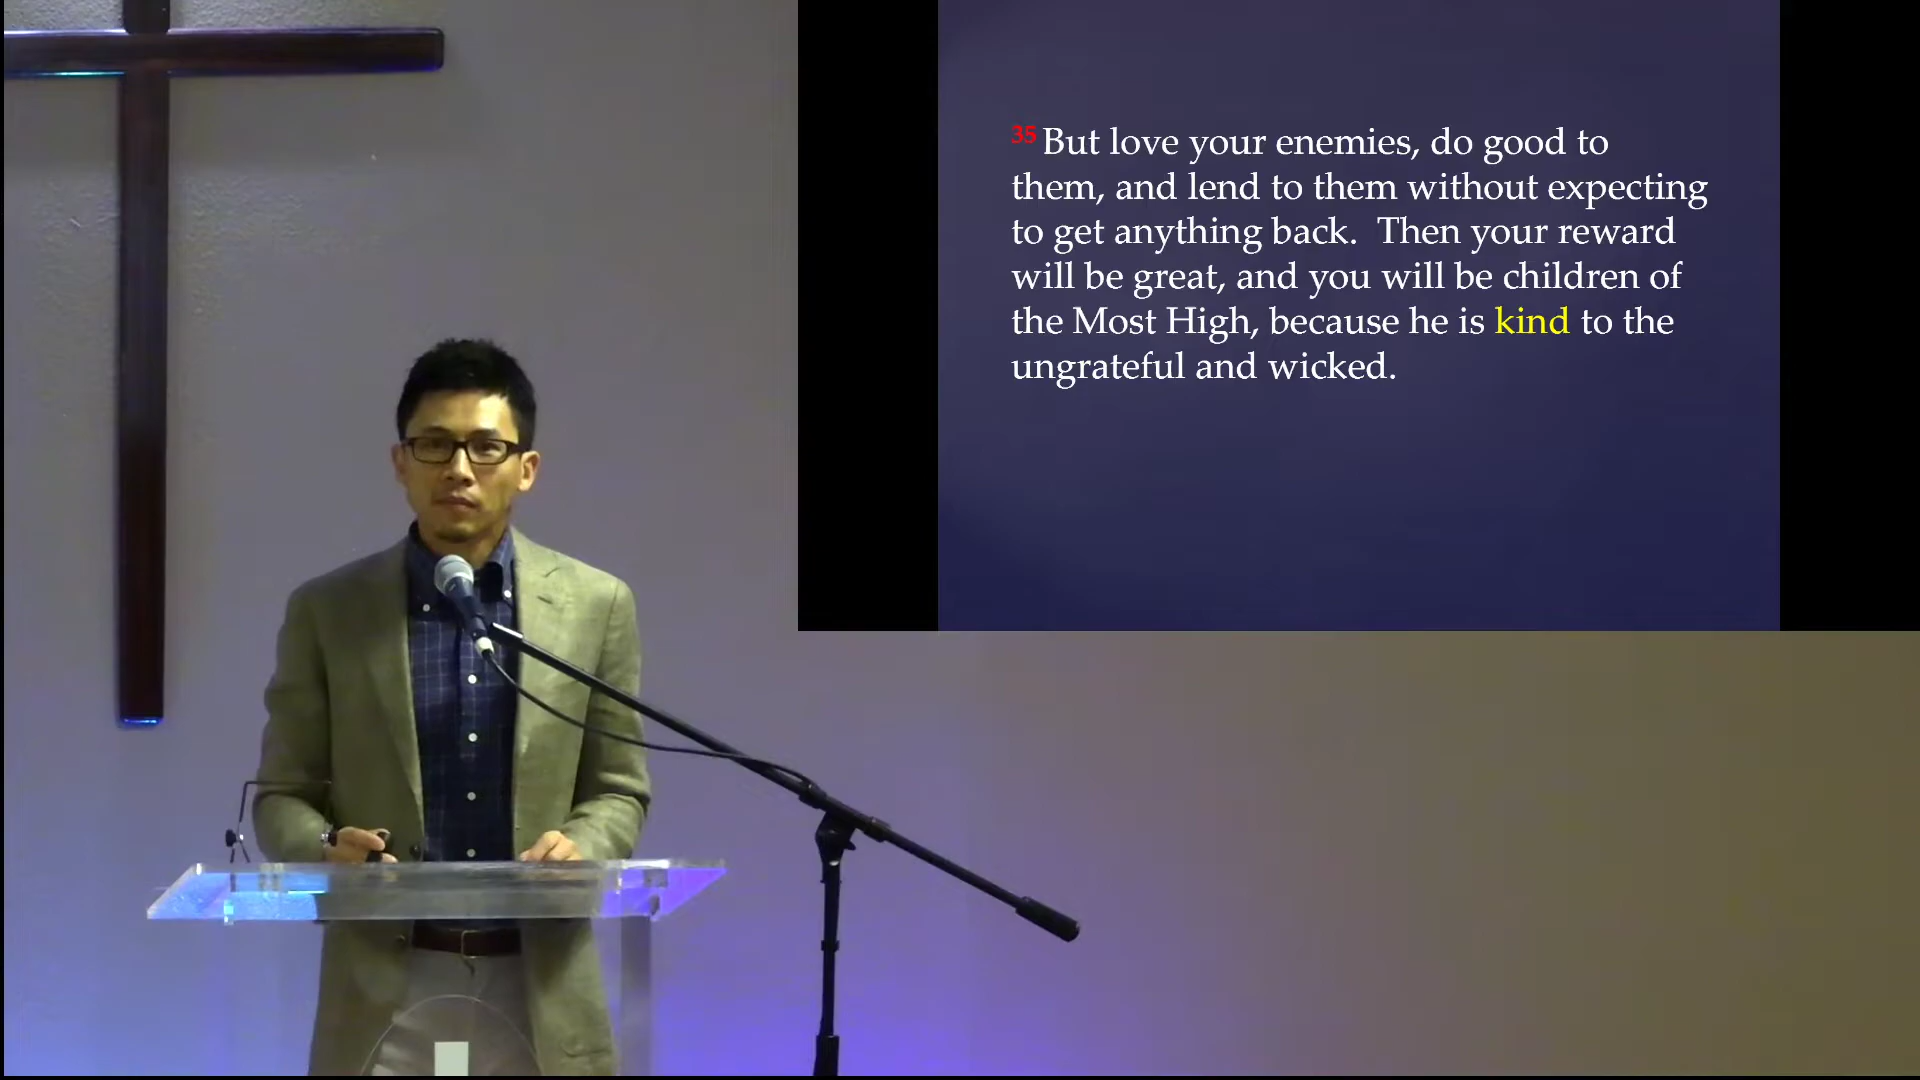 35 But love your enemies, do good to
them, and lend to them without expecting
to get anything back.  Then your reward
will be great, and you will be children of
the Most High, because he is kind to the
ungrateful and wicked.